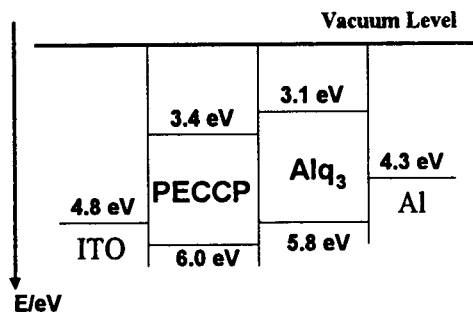 Vacuum Level
3.4 eV
3.1 eV
PECCP
Alq3
4.3 eV
Al
4.8 eV
ITO
6.0 eV
5.8 eV
E/eV